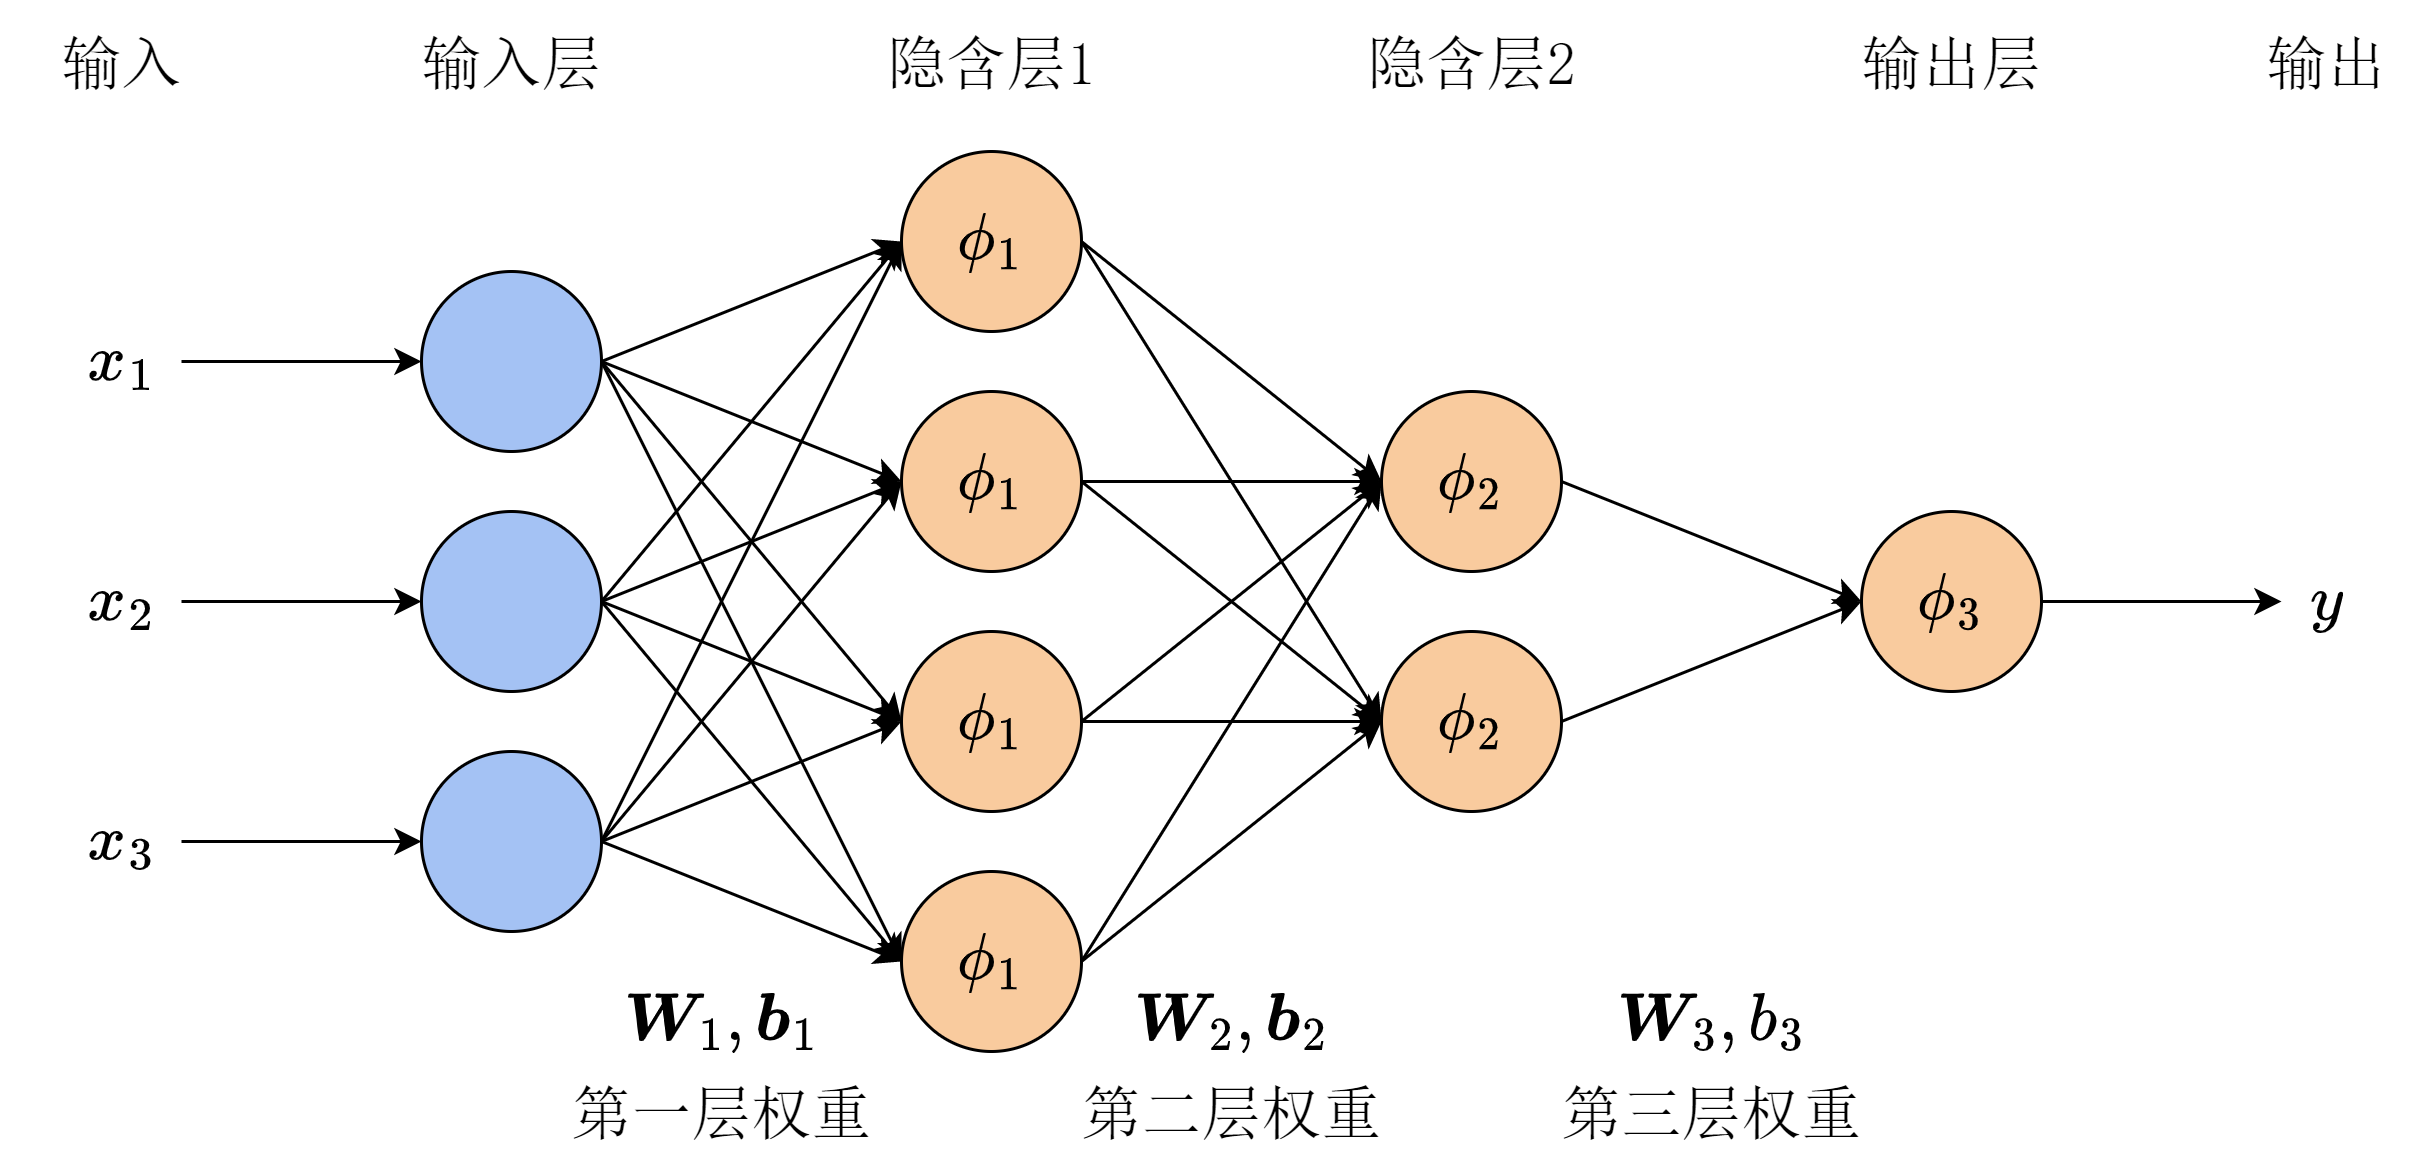 输入 输入层 隐含层1 隐含层2 输出层 输出
ϕ1
x1
ϕ1 ϕ2
x2 ϕ3 y
ϕ1 ϕ2
x3
ϕ1
W1, b1 W2, b2 W3, b3
第一层权重 第二层权重 第三层权重